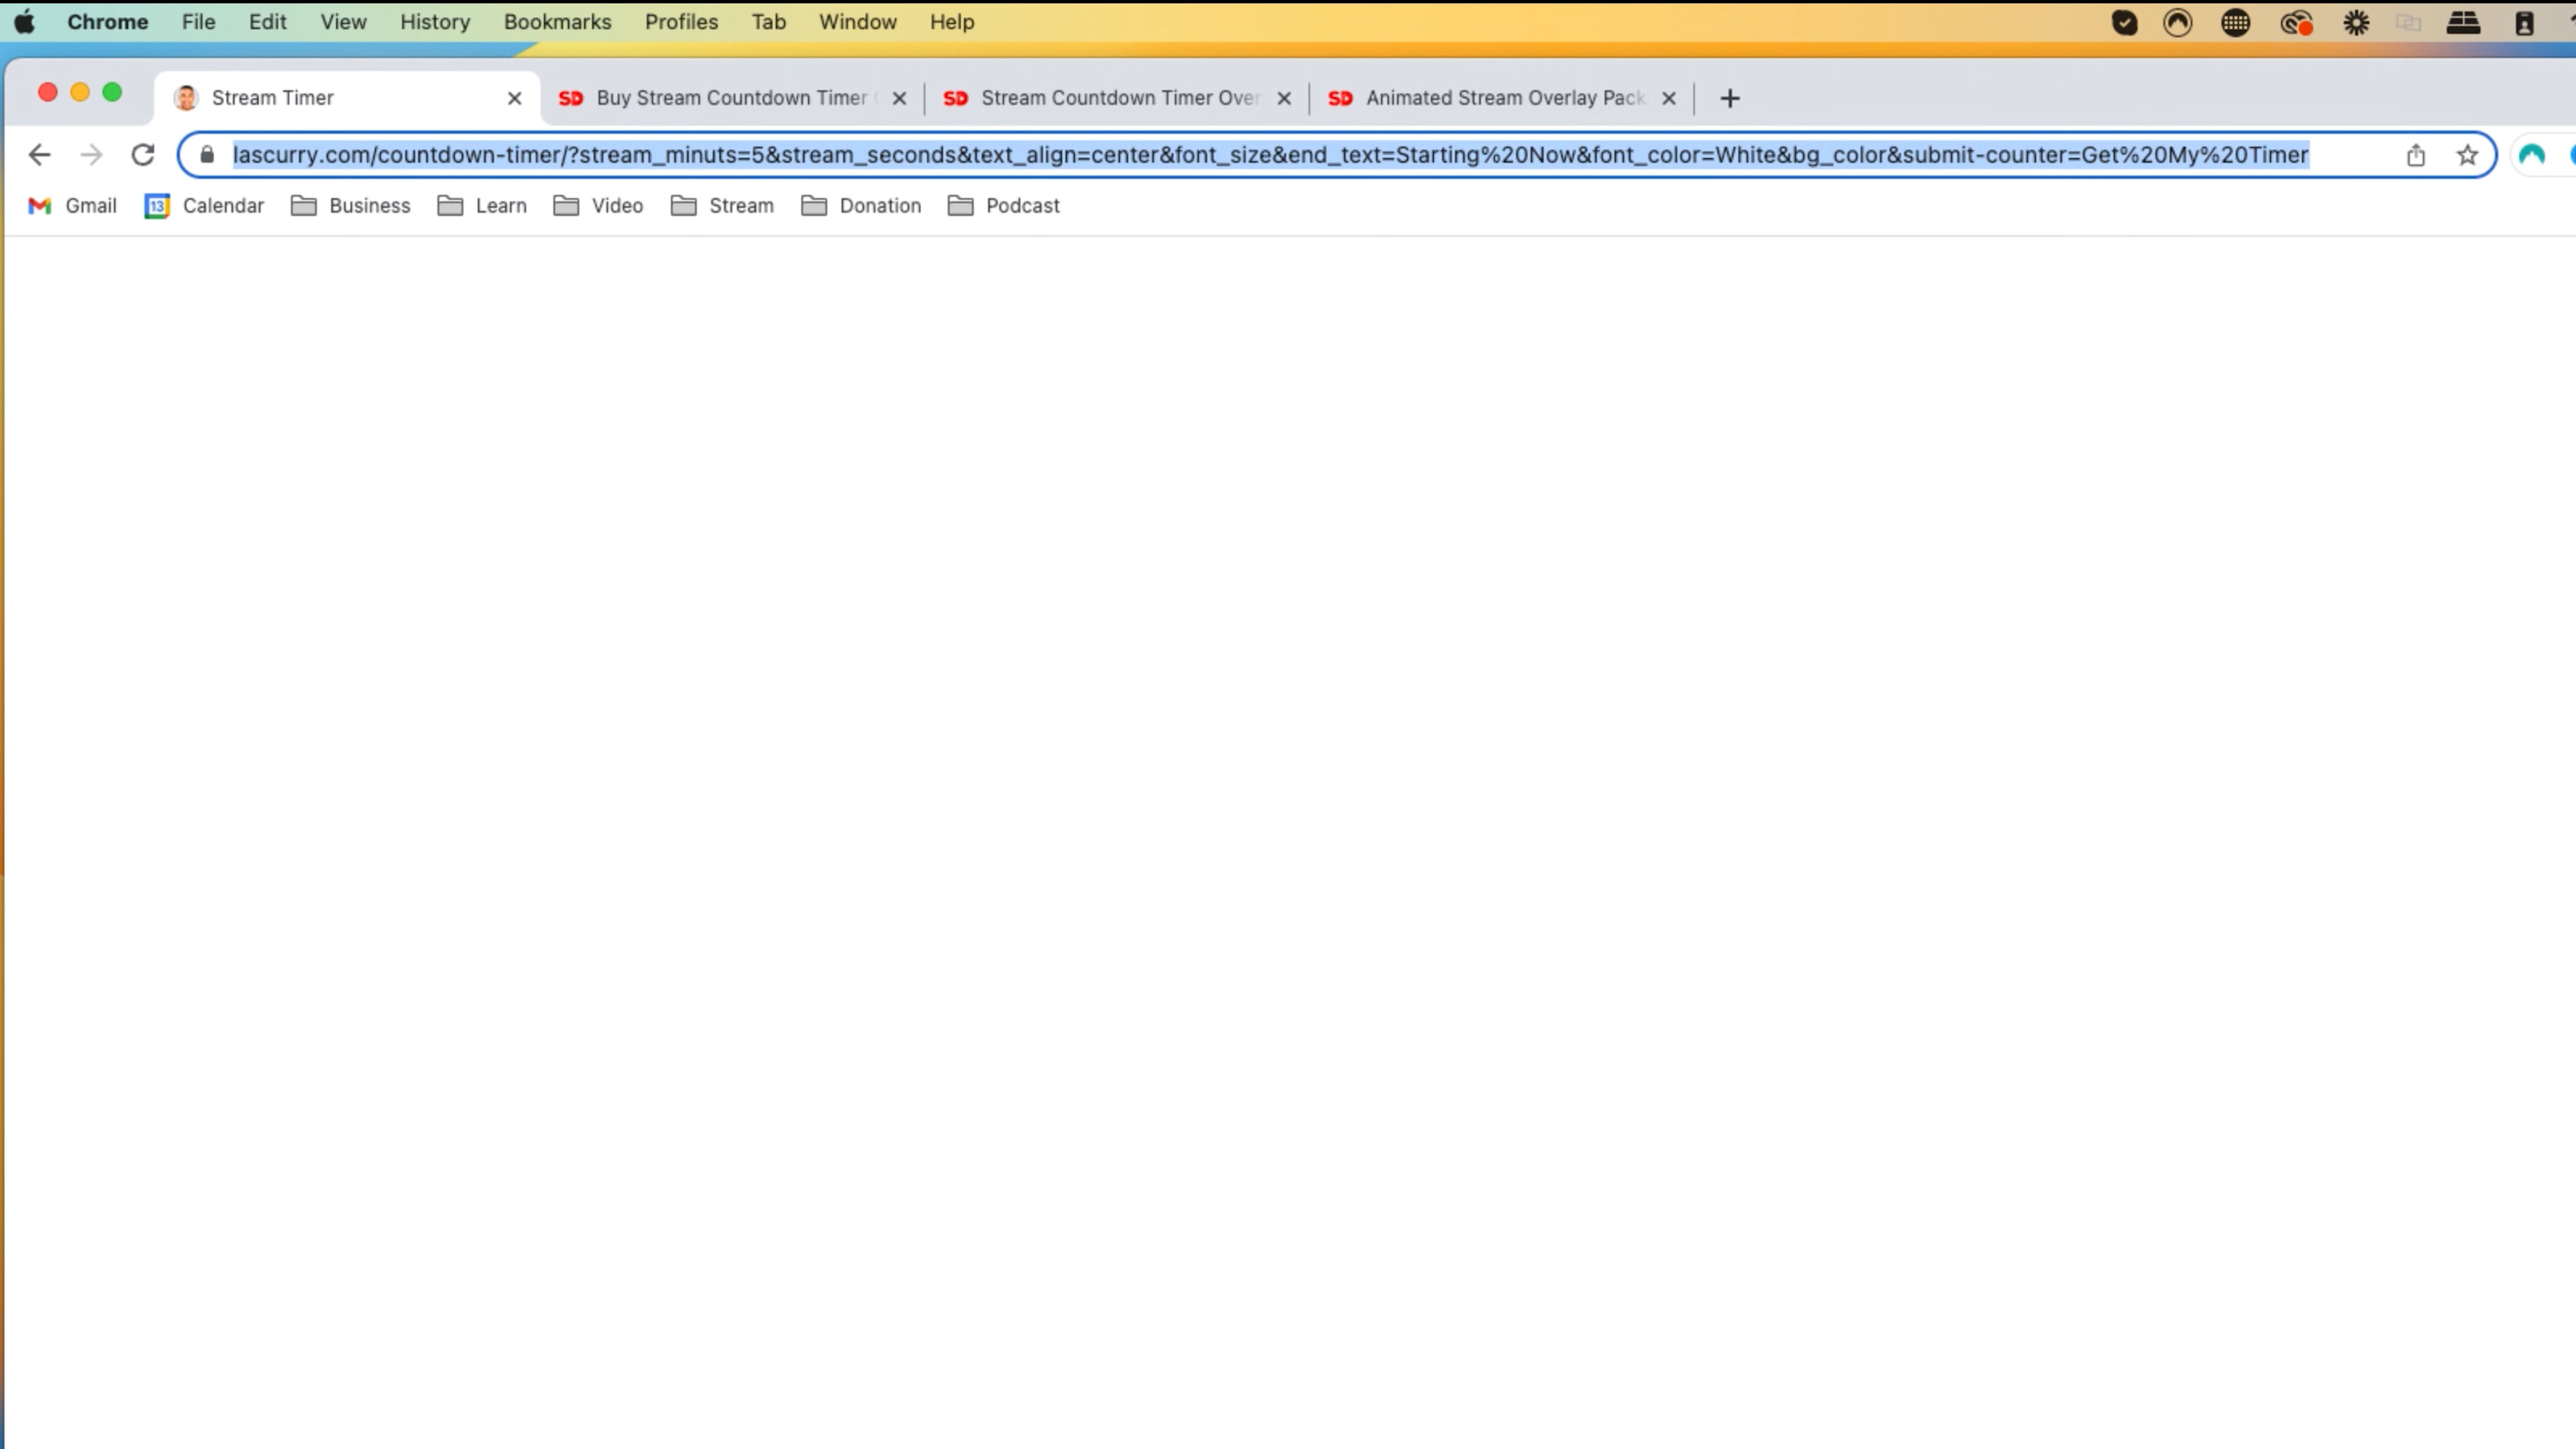 Chrome File Edit View History Bookmarks Profiles Tab Window Help
Stream Timer SD Buy Stream Countdown Timer SD Stream Countdown Timer Over SD Animated Stream Overlay Pack
lascurry.com/countdown-timer/?stream_minuts=5&stream_seconds&text_align=center&font_size&end_text=Starting%20Now&font_color=White&bg_color&submit-counter=Get%20My%20Timer
Gmail 13 Calendar Business Learn Video Stream Donation Podcast